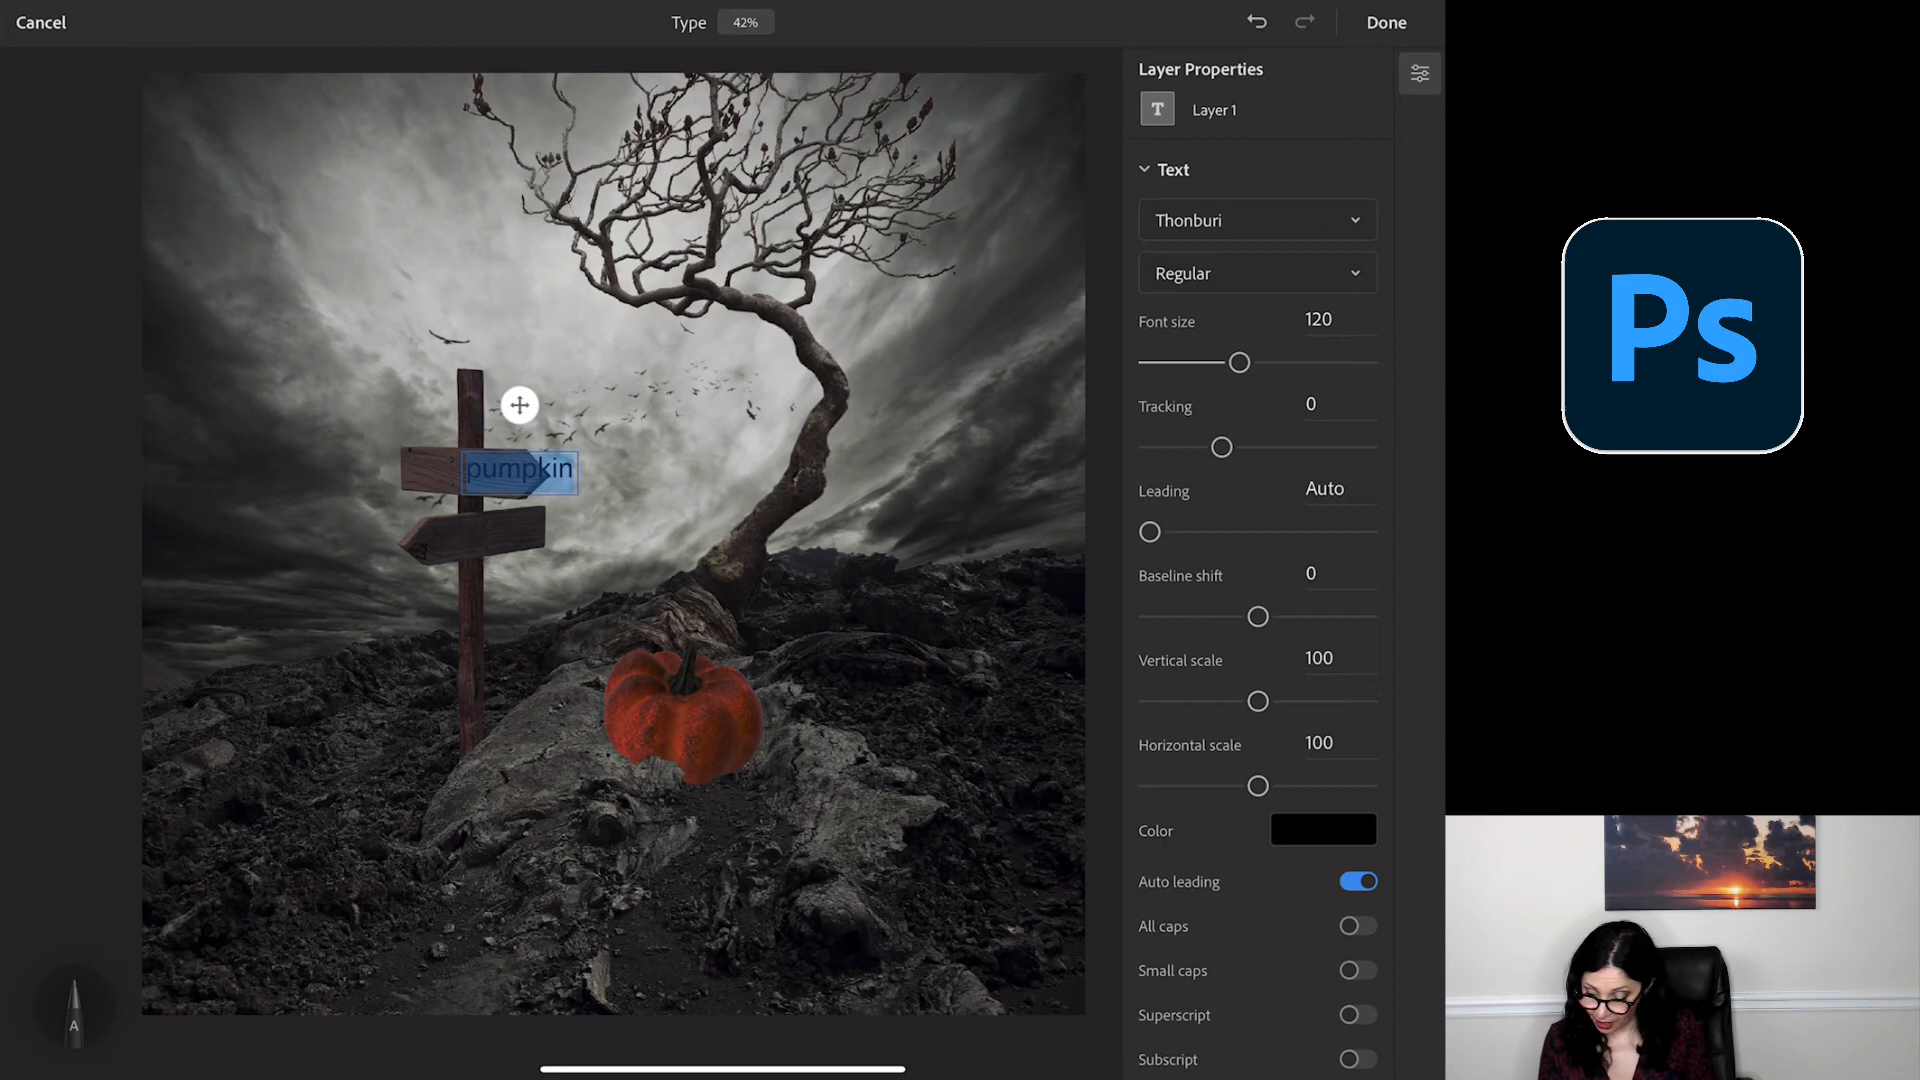 Cancel
Type 42%
Done
Layer Properties
T Layer 1
Text
Thonburi
Regular
Font size 120
Tracking 0
Leading Auto
Baseline shift 0
Vertical scale 100
Horizontal scale 100
Color
Auto leading
All caps
Small caps
Superscript
Subscript
pumpkin
A
Ps